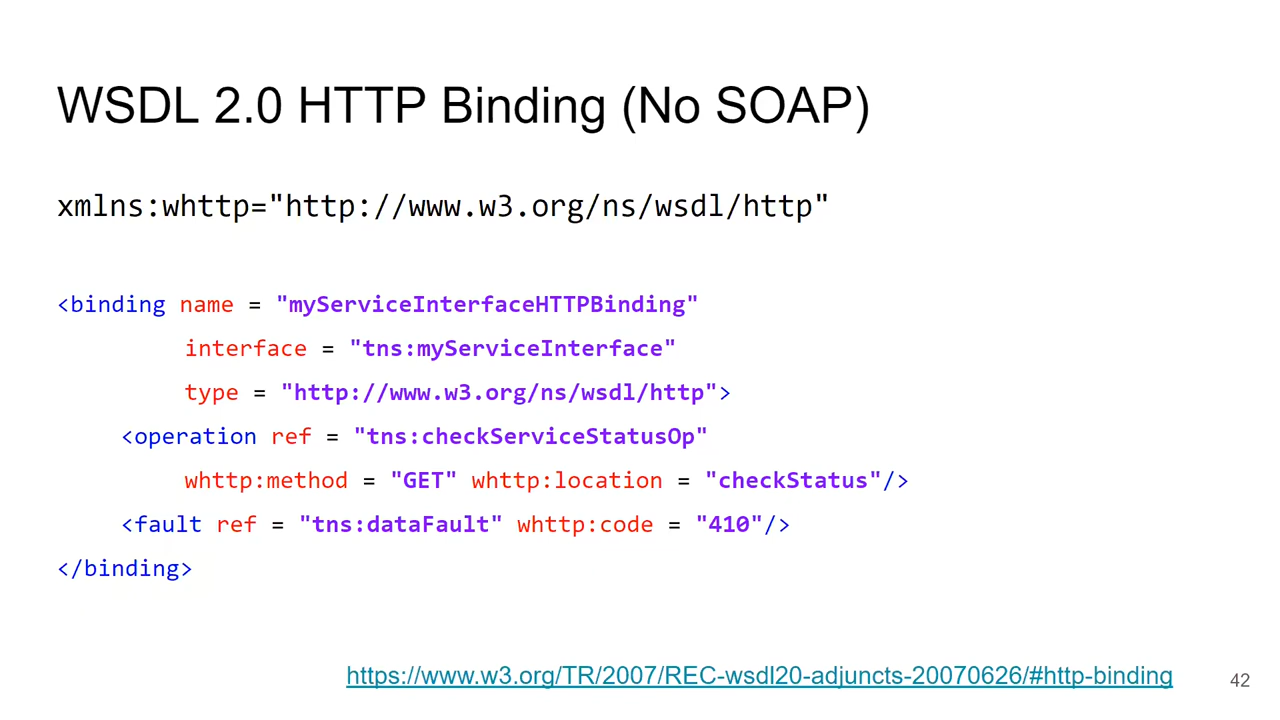 WSDL 2.0 HTTP Binding (No SOAP)
xmlns:whttp="http://www.w3.org/ns/wsdl/http"
<binding name = "myServiceInterfaceHTTPBinding"
interface = "tns:myServiceInterface"
type = "http://www.w3.org/ns/wsdl/http">
<operation ref = "tns:checkServiceStatusOp"
whttp:method = "GET" whttp:location = "checkStatus"/>
<fault ref = "tns:dataFault" whttp:code = "410"/>
</binding>
https://www.w3.org/TR/2007/REC-wsdl20-adjuncts-20070626/#http-binding
42